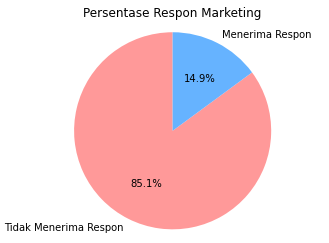 Persentase Respon Marketing
Menerima Respon
14.9%
85.1%
Tidak Menerima Respon